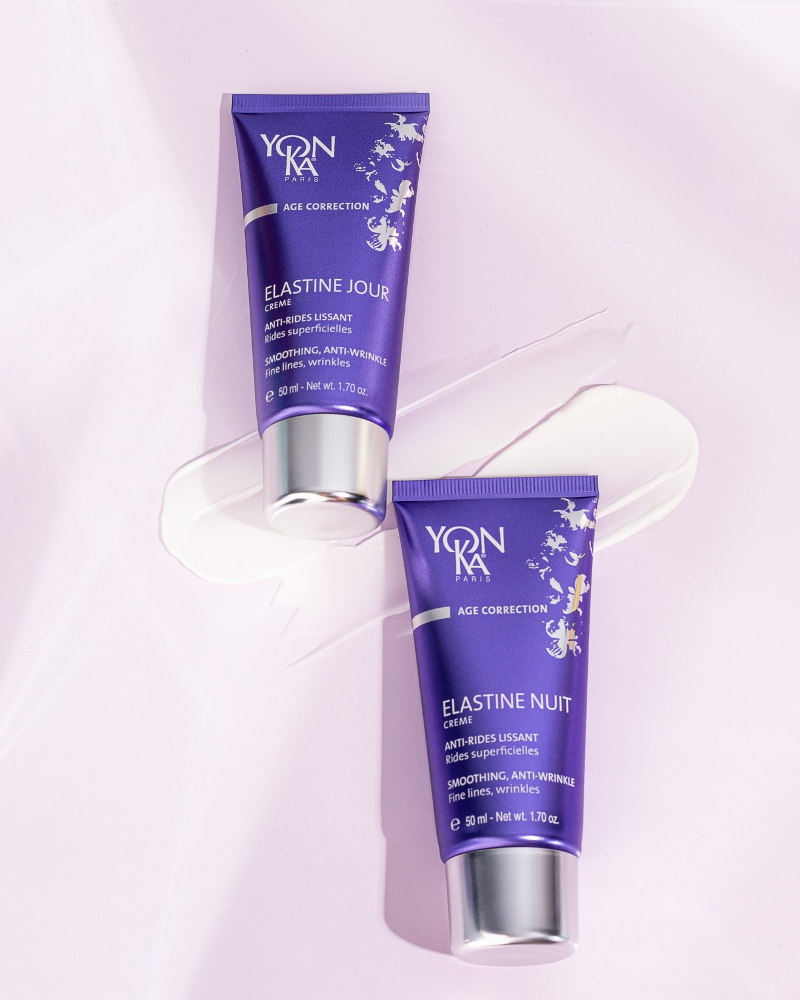 YON
KA®
PARIS
AGE CORRECTION
ELASTINE JOUR
CREME
ANTI-RIDES LISSANT
Rides superficielles
SMOOTHING, ANTI-WRINKLE
Fine lines, wrinkles
℮ 50 ml - Net wt. 1.70 oz.
YON
KA®
PARIS
AGE CORRECTION
ELASTINE NUIT
CREME
ANTI-RIDES LISSANT
Rides superficielles
SMOOTHING, ANTI-WRINKLE
Fine lines, wrinkles
℮ 50 ml - Net wt. 1.70 oz.